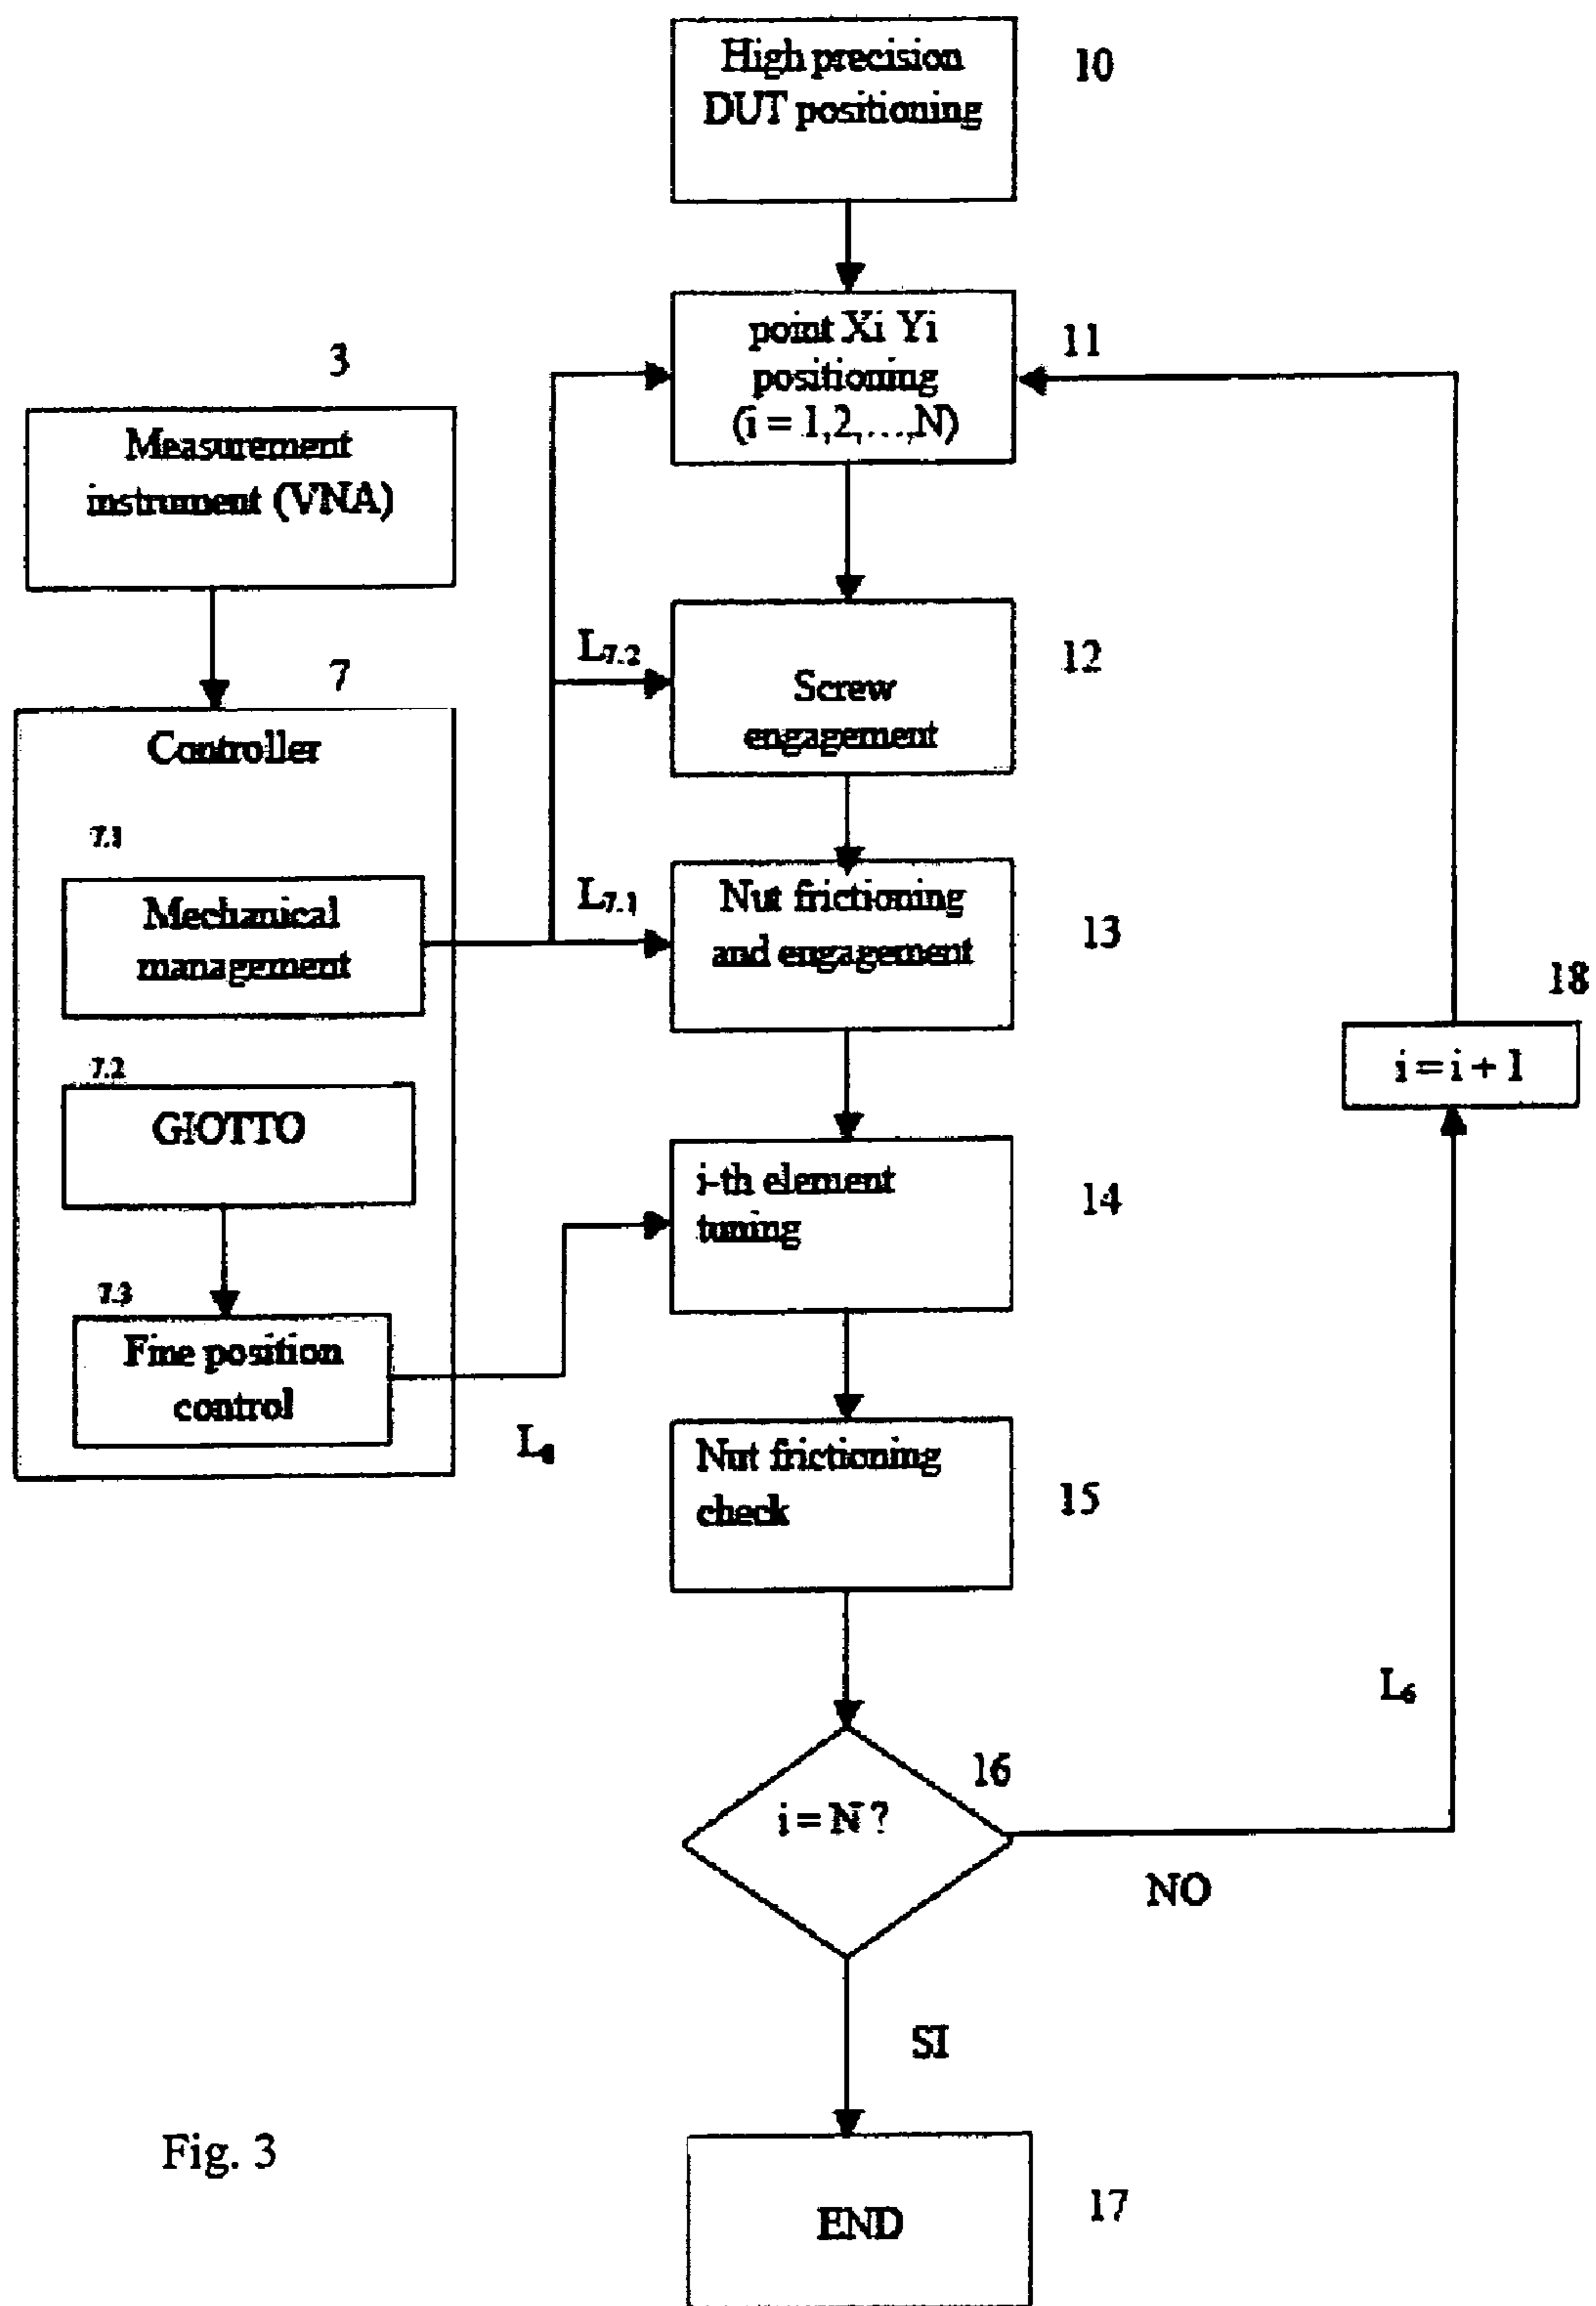 High precision
DUT positioning
10
point Xi Yi
positioning
(i = 1,2,...,N)
11
3
Measurement
instrument (VNA)
L7.2
12
Screw
engagement
7
Controller
7.1
Mechanical
management
L7.1
Nut frictioning
and engagement
13
18
i = i + 1
7.2
GIOTTO
i-th element
tuning
14
7.3
Fine position
control
Nut frictioning
check
15
L6
16
i = N ?
NO
SI
Fig. 3
END
17